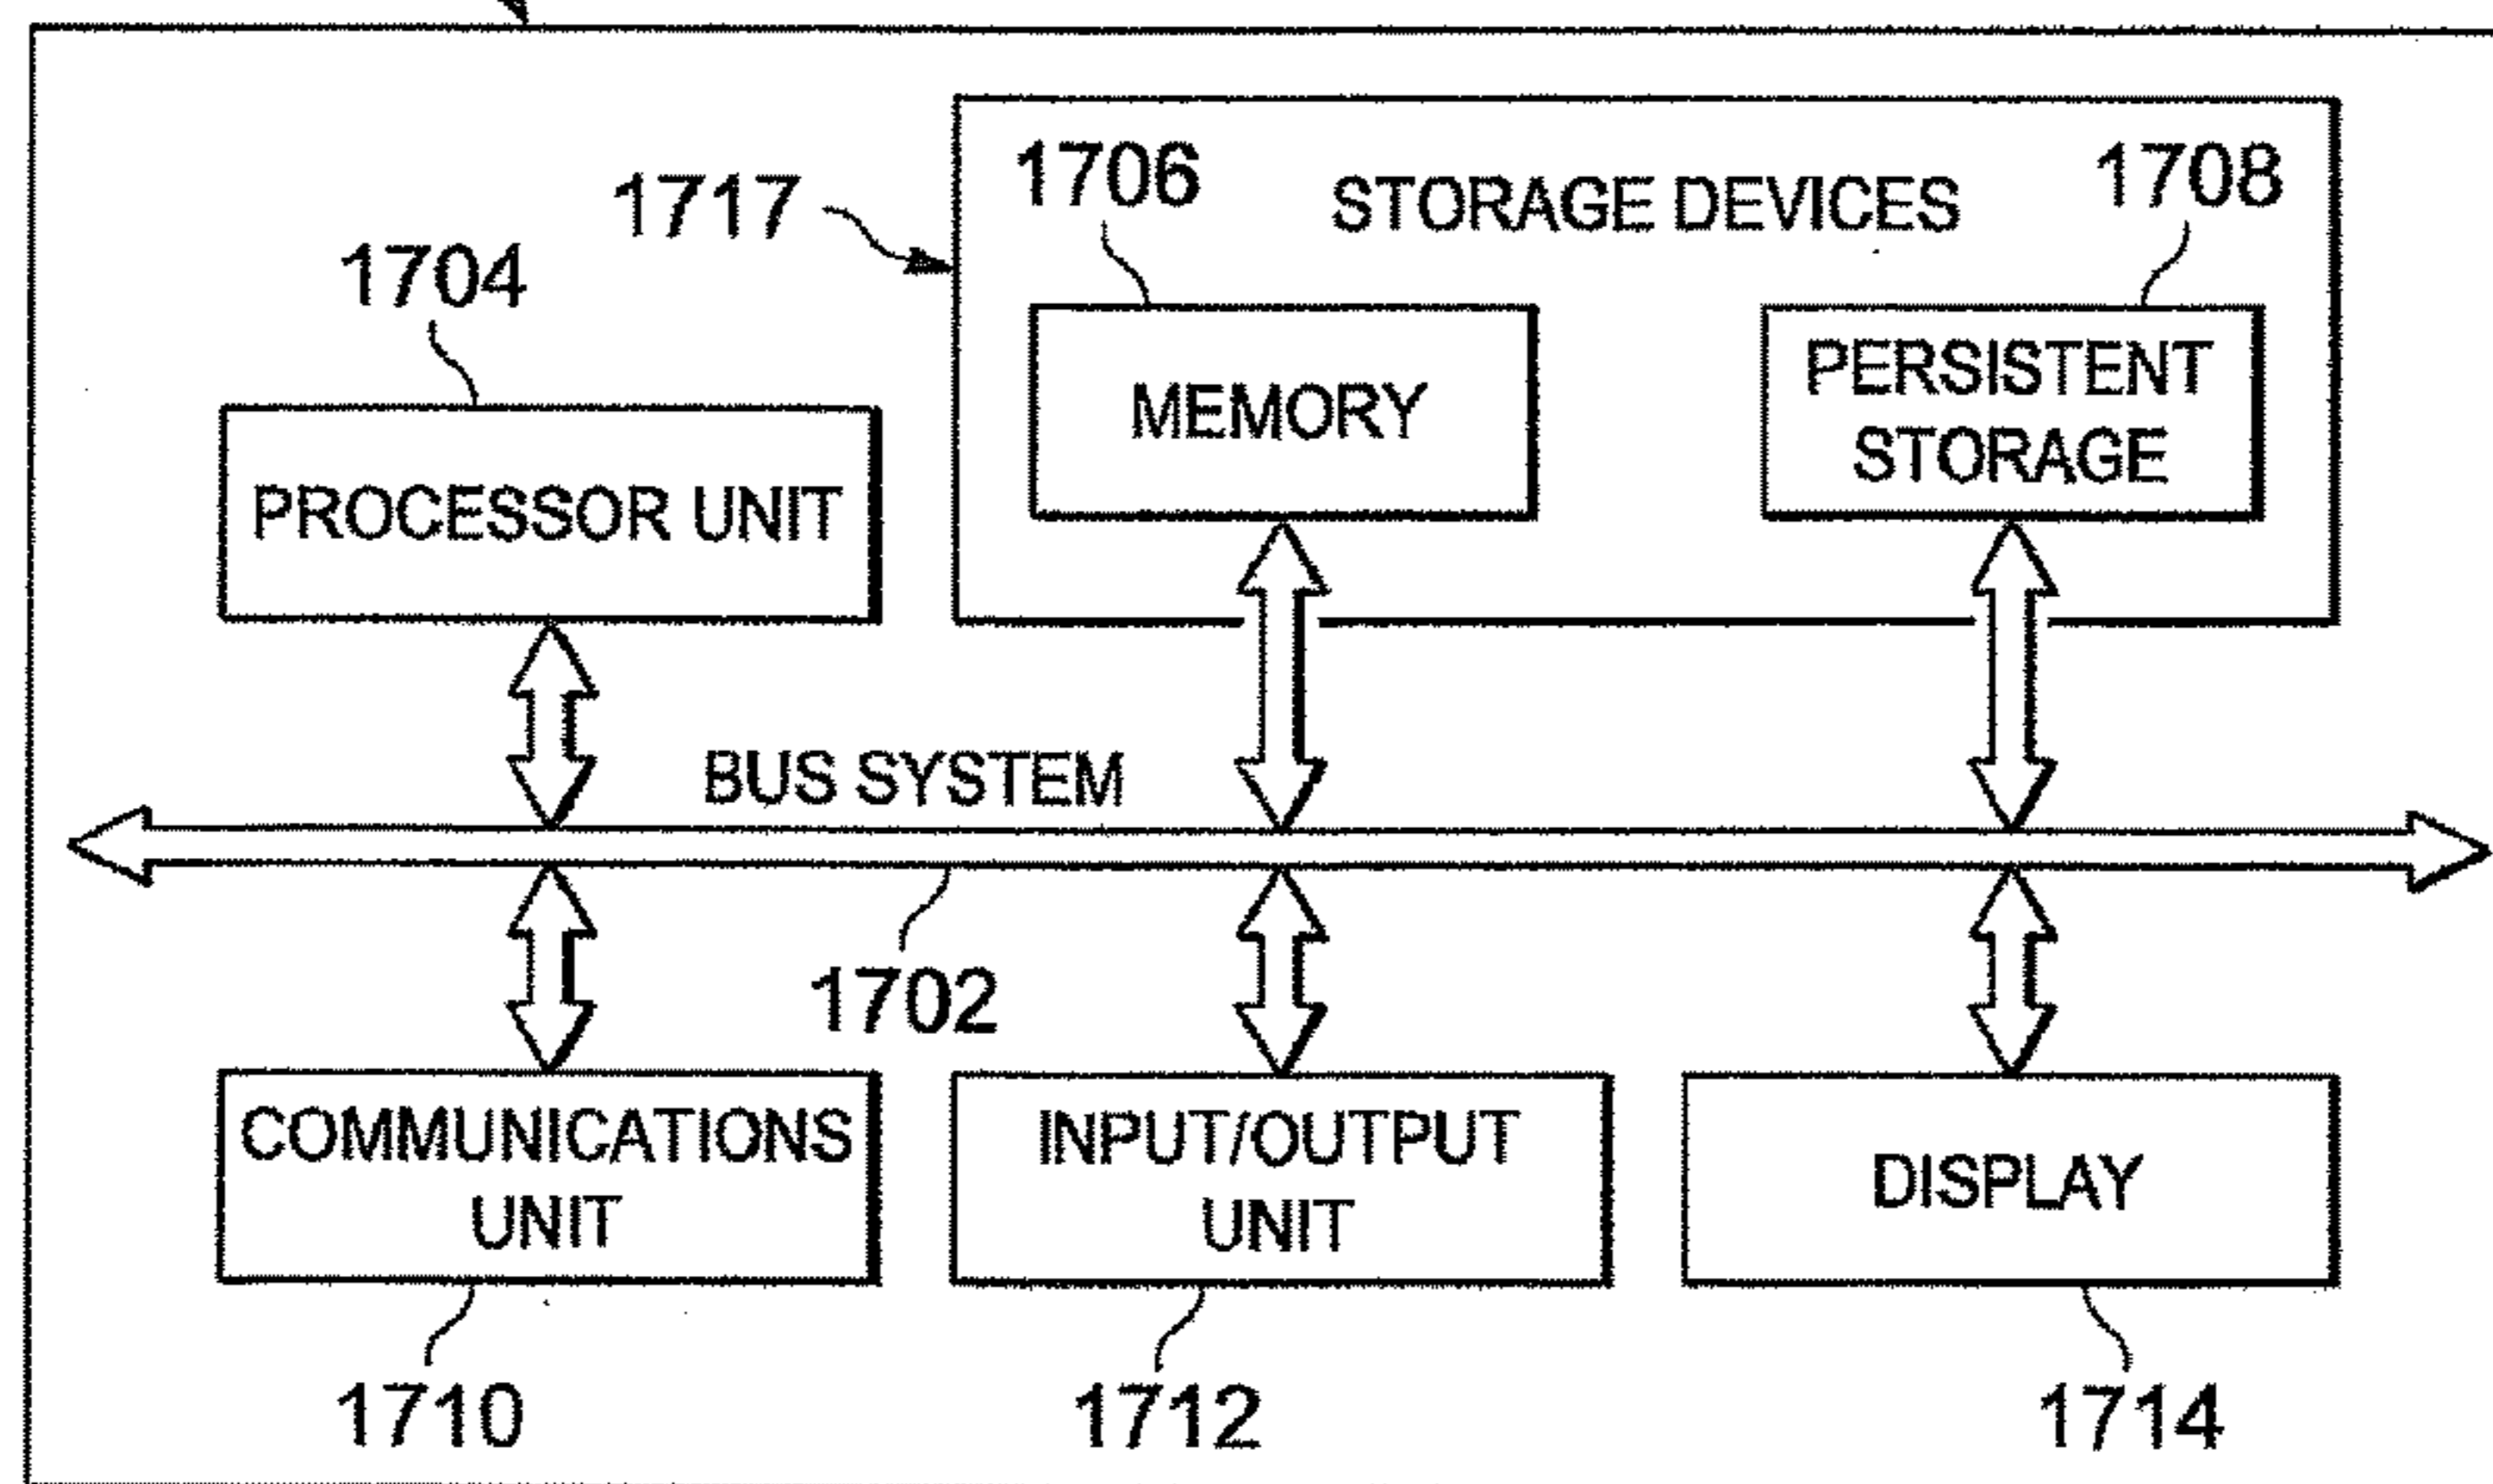 1706
STORAGE DEVICES
1708
1717
1704
MEMORY
PERSISTENT
STORAGE
PROCESSOR UNIT
BUS SYSTEM
1702
COMMUNICATIONS
UNIT
INPUT/OUTPUT
UNIT
DISPLAY
1710
1712
1714